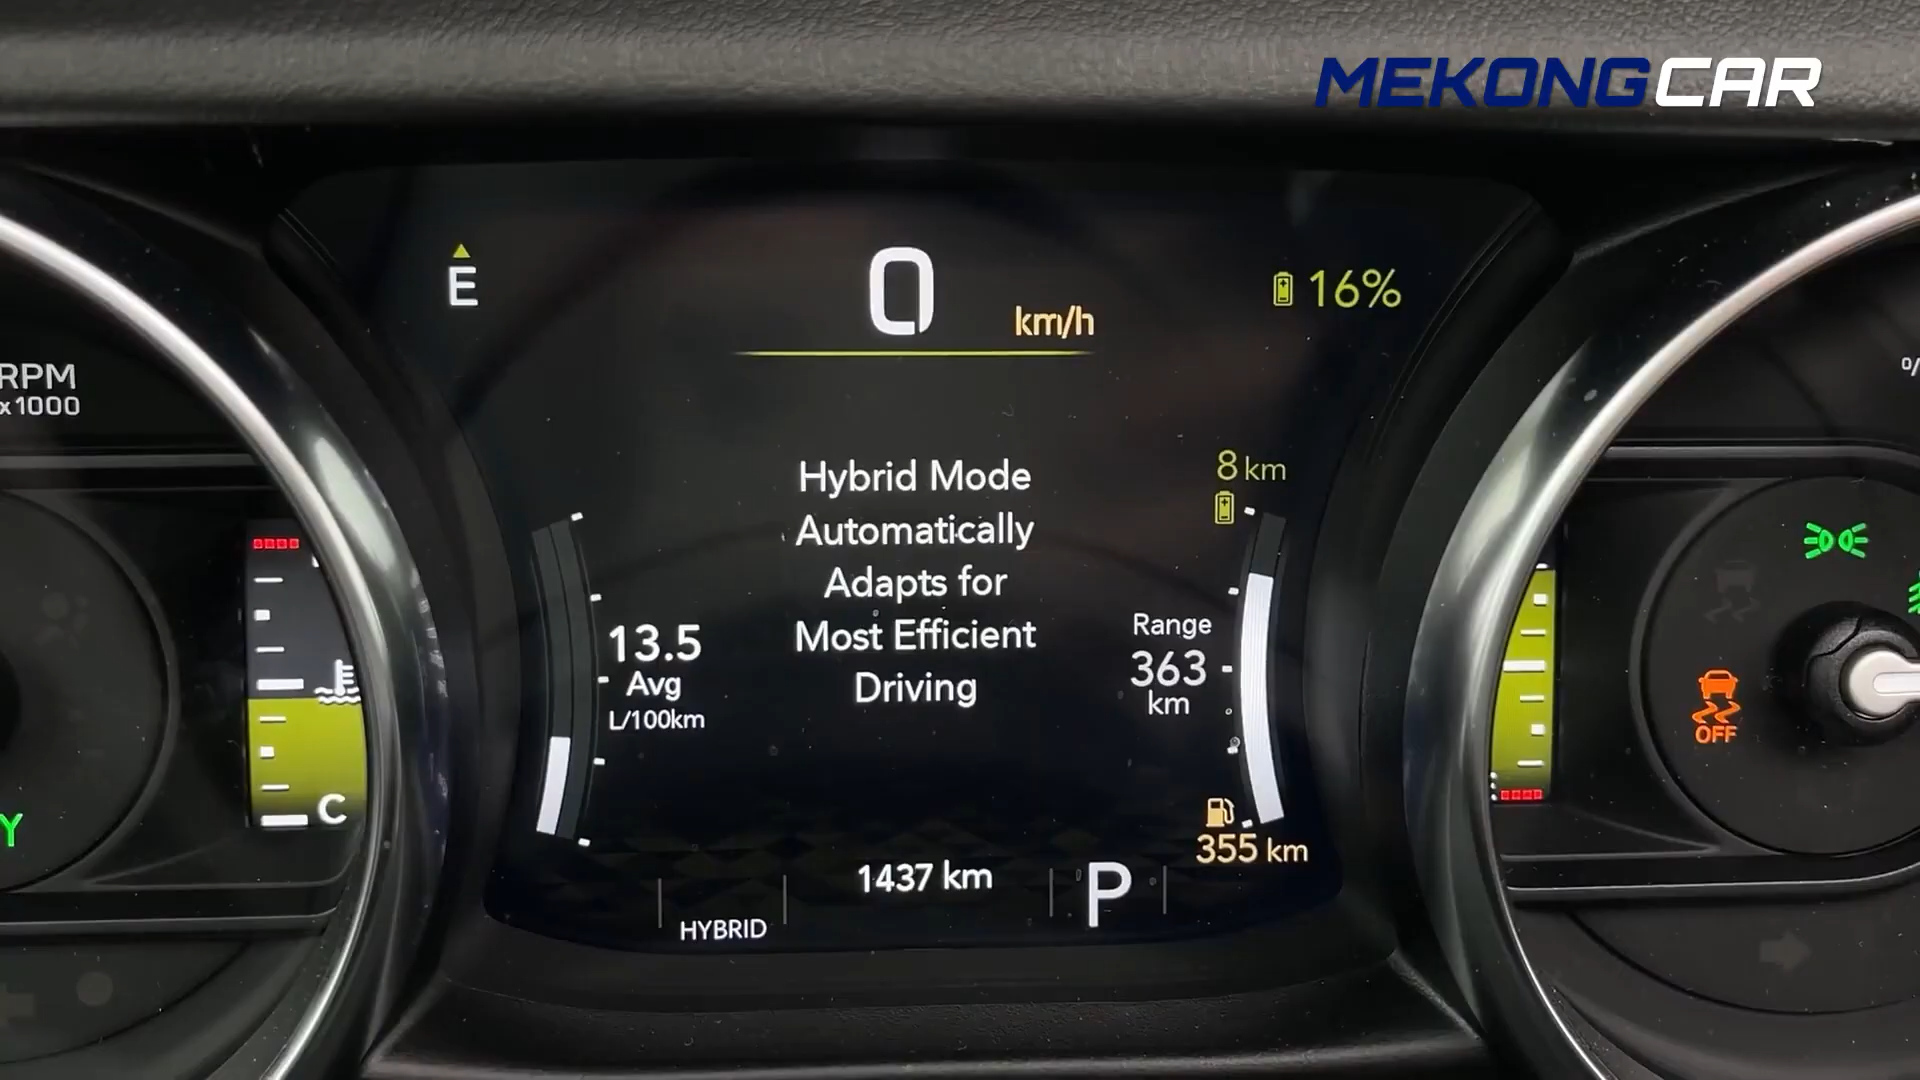 MEKONGCAR
E
0
km/h
16%
RPM
x1000
Hybrid Mode
Automatically
Adapts for
Most Efficient
Driving
8 km
13.5
Avg
L/100km
Range
363
km
OFF
C
355 km
1437 km
P
HYBRID